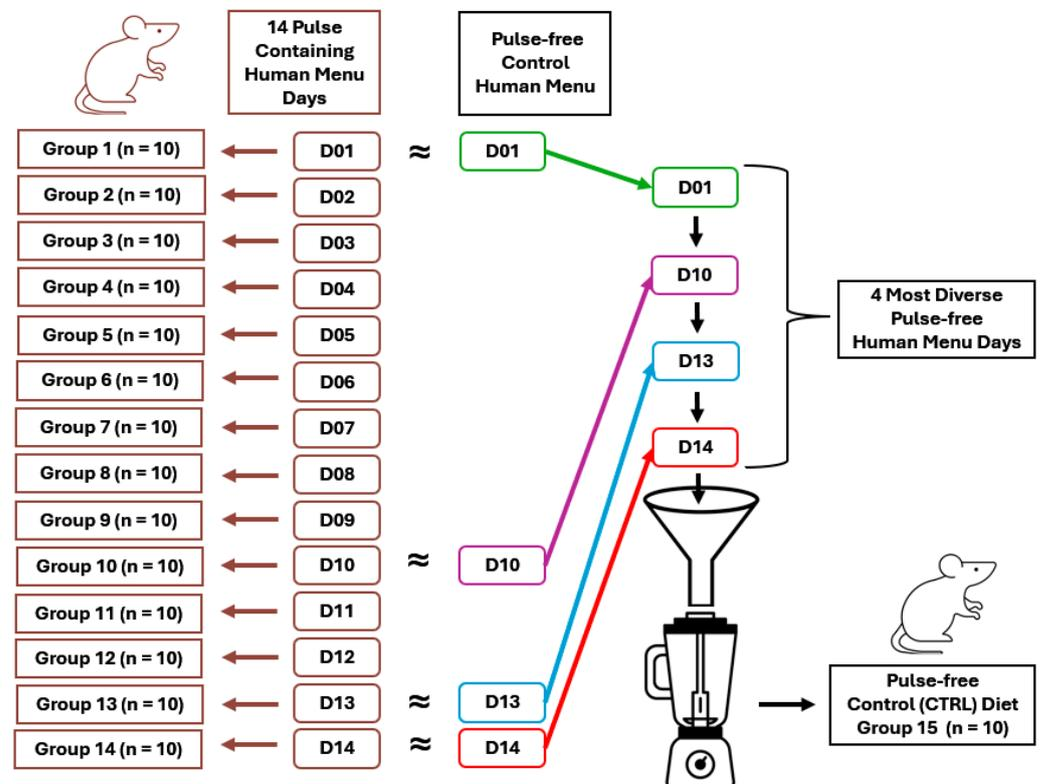 14 Pulse
Containing
Human Menu
Days
Pulse-free
Control
Human Menu
Group 1 (n = 10)
D01
≈
D01
D01
Group 2 (n = 10)
D02
Group 3 (n = 10)
D03
D10
Group 4 (n = 10)
D04
4 Most Diverse
Pulse-free
Human Menu Days
Group 5 (n = 10)
D05
D13
Group 6 (n = 10)
D06
Group 7 (n = 10)
D07
D14
Group 8 (n = 10)
D08
Group 9 (n = 10)
D09
Group 10 (n = 10)
D10
≈
D10
Group 11 (n = 10)
D11
Group 12 (n = 10)
D12
Group 13 (n = 10)
D13
≈
D13
Group 14 (n = 10)
D14
≈
D14
Pulse-free
Control (CTRL) Diet
Group 15 (n = 10)